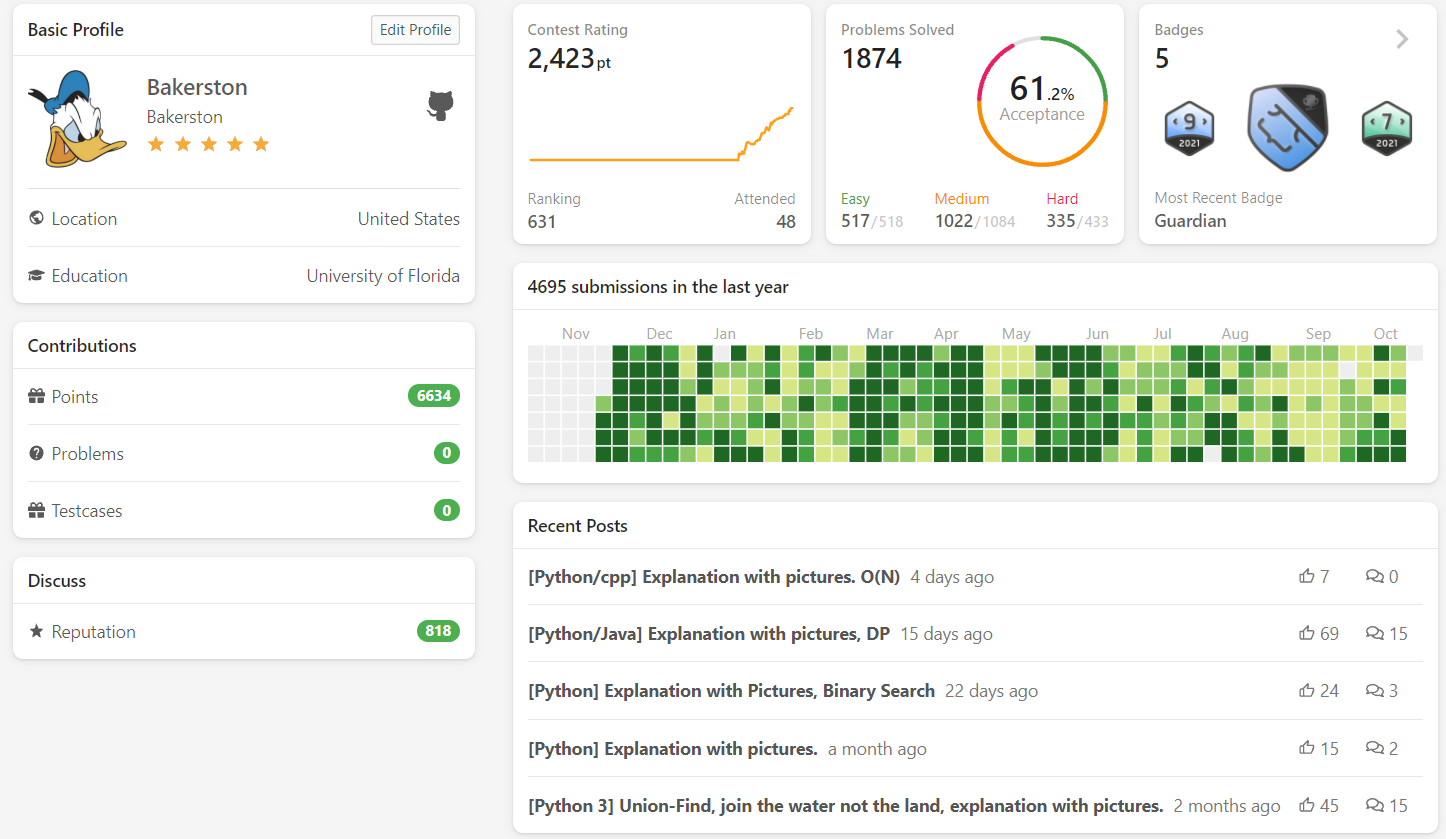 Basic Profile
Edit Profile
Bakerston
Bakerston
Location
United States
Education
University of Florida
Contributions
Points
6634
Problems
0
Testcases
0
Discuss
Reputation
818
Contest Rating
2,423 pt
Ranking
Attended
631
48
Problems Solved
1874
61.2%
Acceptance
Easy
Medium
Hard
517/518
1022/1084
335/433
Badges
5
‹9›
2021
‹7›
2021
Most Recent Badge
Guardian
4695 submissions in the last year
Nov Dec Jan Feb Mar Apr May Jun Jul Aug Sep Oct
Recent Posts
[Python/cpp] Explanation with pictures. O(N) 4 days ago 7 0
[Python/Java] Explanation with pictures, DP 15 days ago 69 15
[Python] Explanation with Pictures, Binary Search 22 days ago 24 3
[Python] Explanation with pictures. a month ago 15 2
[Python 3] Union-Find, join the water not the land, explanation with pictures. 2 months ago 45 15